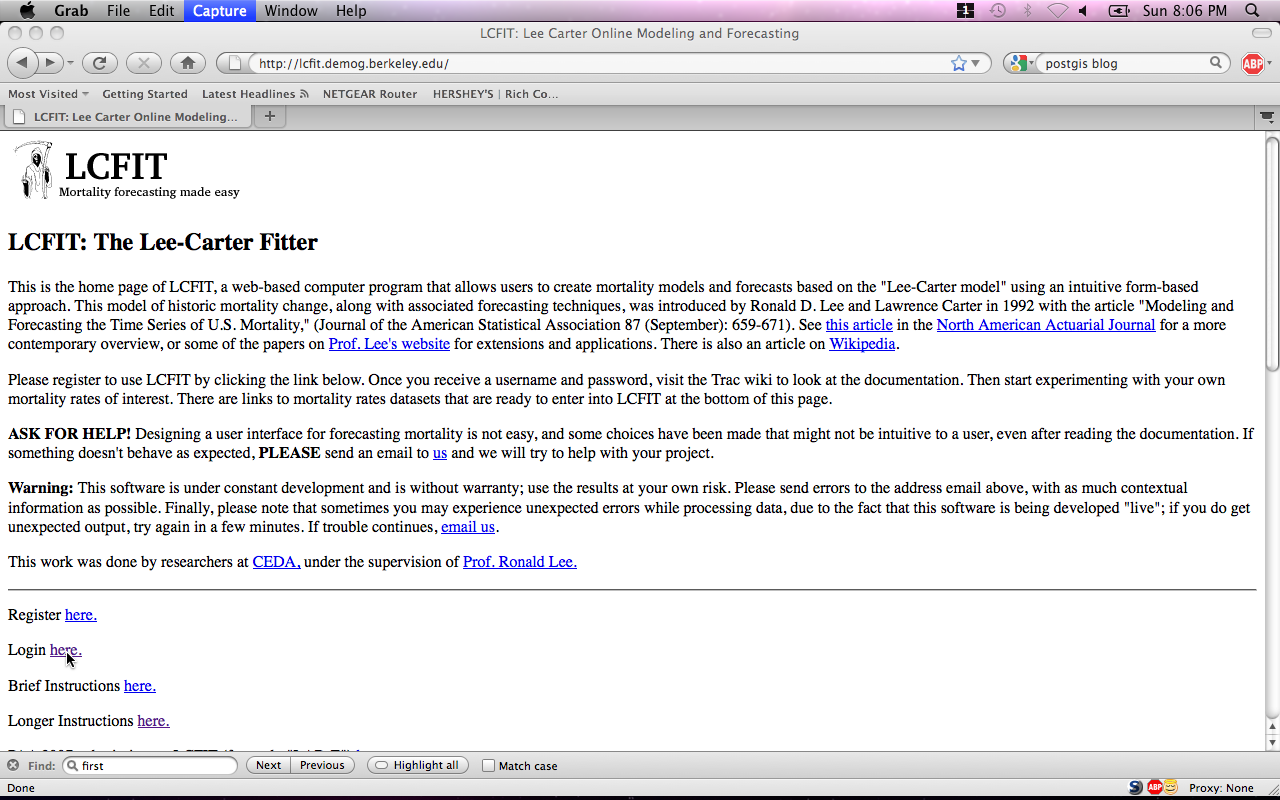 Grab File Edit Capture Window Help 1 Sun 8:06 PM
LCFIT: Lee Carter Online Modeling and Forecasting
http://lcfit.demog.berkeley.edu/ postgis blog ABP
Most Visited Getting Started Latest Headlines NETGEAR Router HERSHEY'S | Rich Co...
LCFIT: Lee Carter Online Modeling... +
LCFIT
Mortality forecasting made easy
LCFIT: The Lee-Carter Fitter
This is the home page of LCFIT, a web-based computer program that allows users to create mortality models and forecasts based on the "Lee-Carter model" using an intuitive form-based
approach. This model of historic mortality change, along with associated forecasting techniques, was introduced by Ronald D. Lee and Lawrence Carter in 1992 with the article "Modeling and
Forecasting the Time Series of U.S. Mortality," (Journal of the American Statistical Association 87 (September): 659-671). See this article in the North American Actuarial Journal for a more
contemporary overview, or some of the papers on Prof. Lee's website for extensions and applications. There is also an article on Wikipedia.
Please register to use LCFIT by clicking the link below. Once you receive a username and password, visit the Trac wiki to look at the documentation. Then start experimenting with your own
mortality rates of interest. There are links to mortality rates datasets that are ready to enter into LCFIT at the bottom of this page.
ASK FOR HELP! Designing a user interface for forecasting mortality is not easy, and some choices have been made that might not be intuitive to a user, even after reading the documentation. If
something doesn't behave as expected, PLEASE send an email to us and we will try to help with your project.
Warning: This software is under constant development and is without warranty; use the results at your own risk. Please send errors to the address email above, with as much contextual
information as possible. Finally, please note that sometimes you may experience unexpected errors while processing data, due to the fact that this software is being developed "live"; if you do get
unexpected output, try again in a few minutes. If trouble continues, email us.
This work was done by researchers at CEDA, under the supervision of Prof. Ronald Lee.
Register here.
Login here.
Brief Instructions here.
Longer Instructions here.
Find: first Next Previous Highlight all Match case
Done S ABP Proxy: None